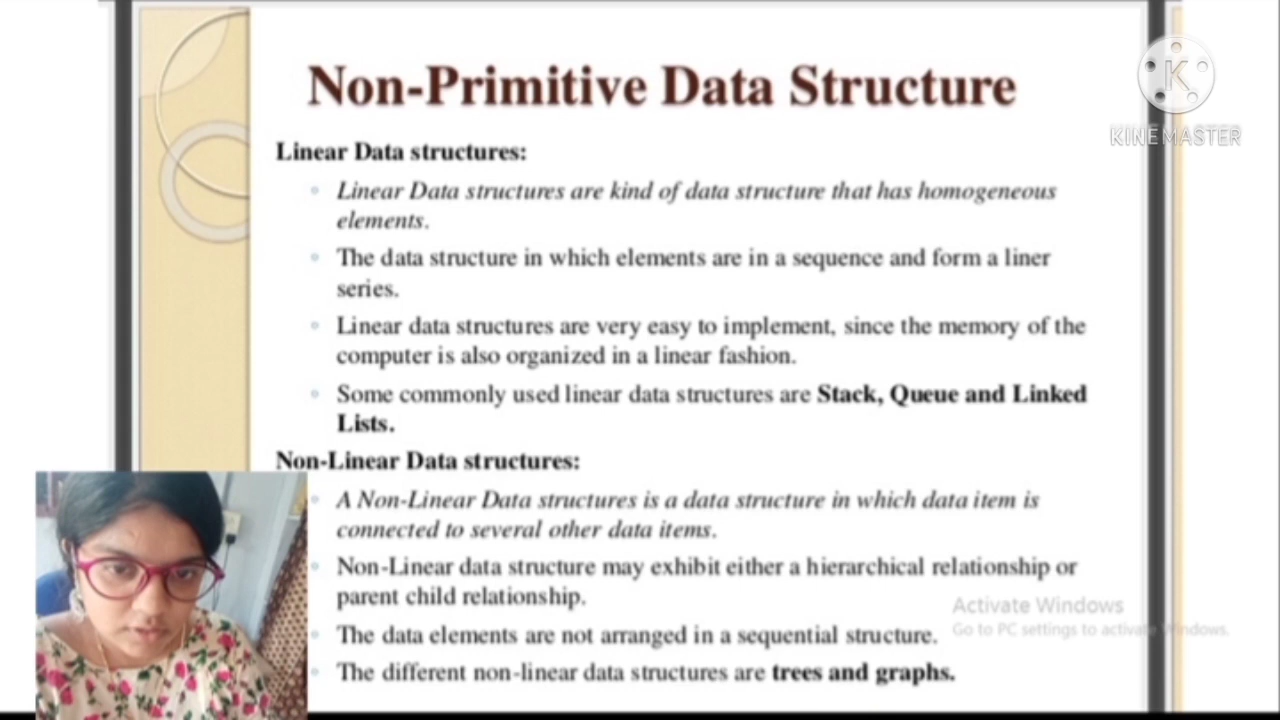 Non-Primitive Data Structure
KINEMASTER
Linear Data structures:
Linear Data structures are kind of data structure that has homogeneous
elements.
The data structure in which elements are in a sequence and form a liner
series.
Linear data structures are very easy to implement, since the memory of the
computer is also organized in a linear fashion.
Some commonly used linear data structures are Stack, Queue and Linked
Lists.
Non-Linear Data structures:
A Non-Linear Data structures is a data structure in which data item is
connected to several other data items.
Non-Linear data structure may exhibit either a hierarchical relationship or
parent child relationship.
Activate Windows
Go to PC settings to activate Windows.
The data elements are not arranged in a sequential structure.
The different non-linear data structures are trees and graphs.